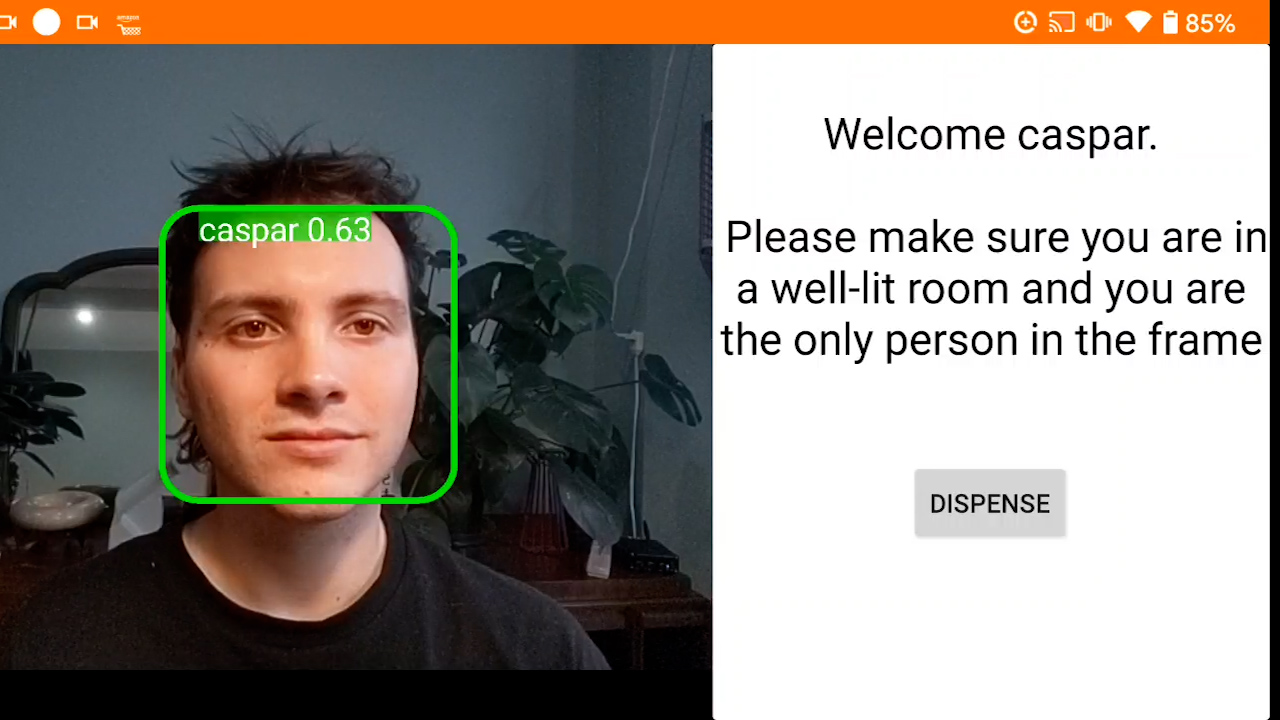 amazon
85%
caspar 0.63
Welcome caspar.
Please make sure you are in
a well-lit room and you are
the only person in the frame
DISPENSE